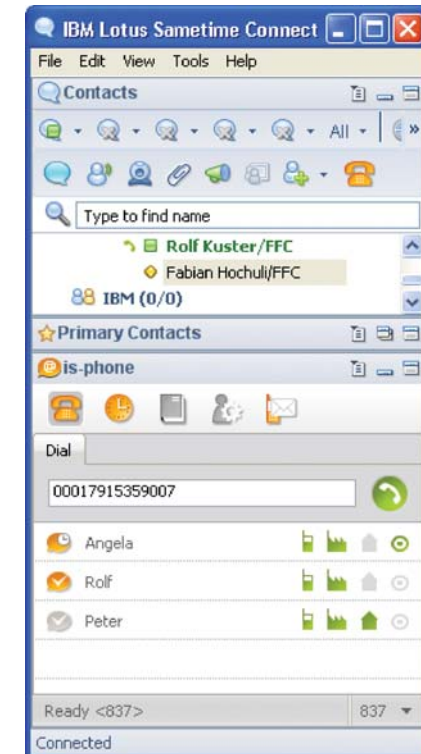 IBM Lotus Sametime Connect
File Edit View Tools Help
Contacts
All
Type to find name
Rolf Kuster/FFC
Fabian Hochuli/FFC
IBM (0/0)
Primary Contacts
is-phone
Dial
00017915359007
Angela
Rolf
Peter
Ready <837> 837
Connected